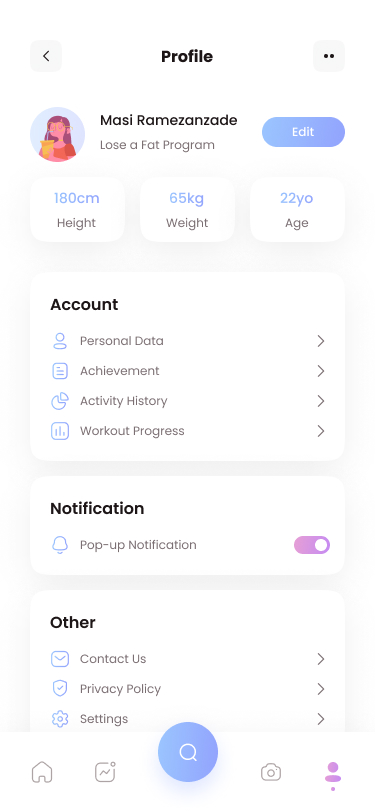 Profile
Masi Ramezanzade
Lose a Fat Program
Edit
180cm
Height
65kg
Weight
22yo
Age
Account
Personal Data
Achievement
Activity History
Workout Progress
Notification
Pop-up Notification
Other
Contact Us
Privacy Policy
Settings